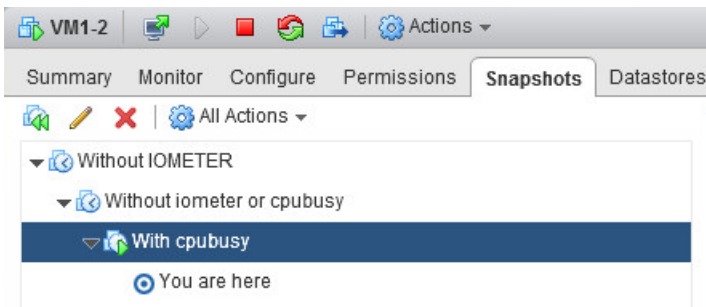 VM1-2 Actions
Summary Monitor Configure Permissions Snapshots Datastores
All Actions
Without IOMETER
Without iometer or cpubusy
With cpubusy
You are here